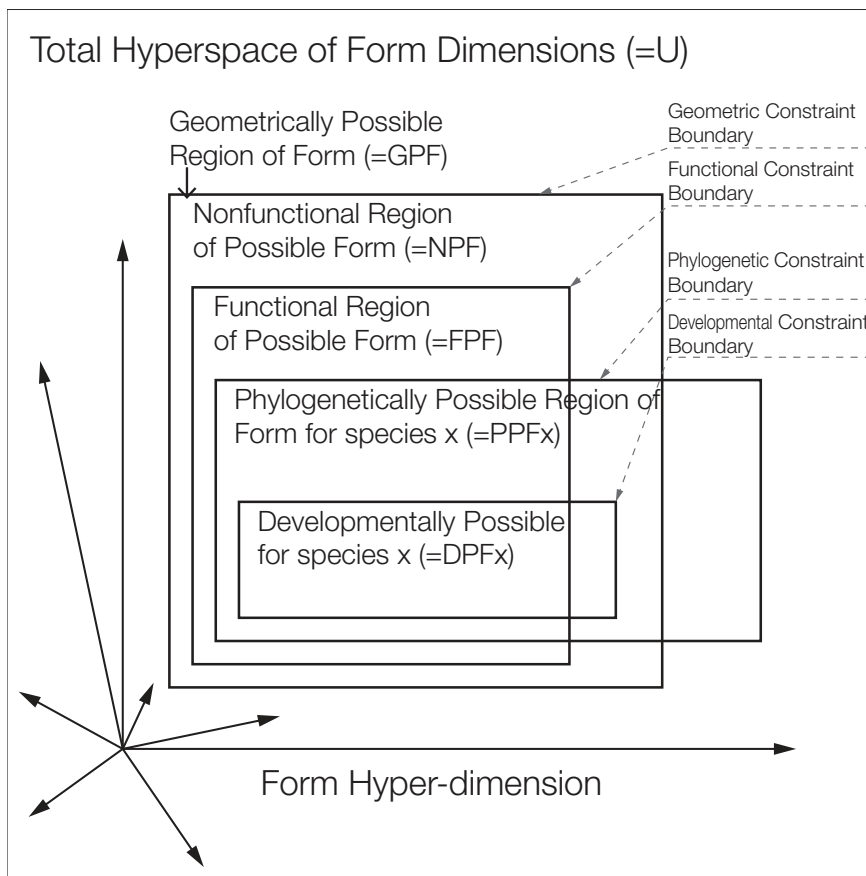 Total Hyperspace of Form Dimensions (=U)
Geometrically Possible
Region of Form (=GPF)
Geometric Constraint
Boundary
Functional Constraint
Boundary
Nonfunctional Region
of Possible Form (=NPF)
Phylogenetic Constraint
Boundary
Functional Region
of Possible Form (=FPF)
Developmental Constraint
Boundary
Phylogenetically Possible Region of
Form for species x (=PPFx)
Developmentally Possible
for species x (=DPFx)
Form Hyper-dimension